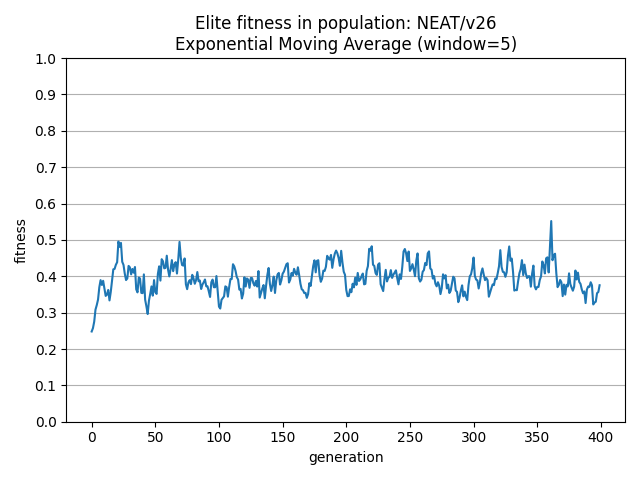 Elite fitness in population: NEAT/v26
Exponential Moving Average (window=5)
1.0
0.9
0.8
0.7
0.6
0.5
0.4
0.3
0.2
0.1
0.0
fitness
0 50 100 150 200 250 300 350 400
generation